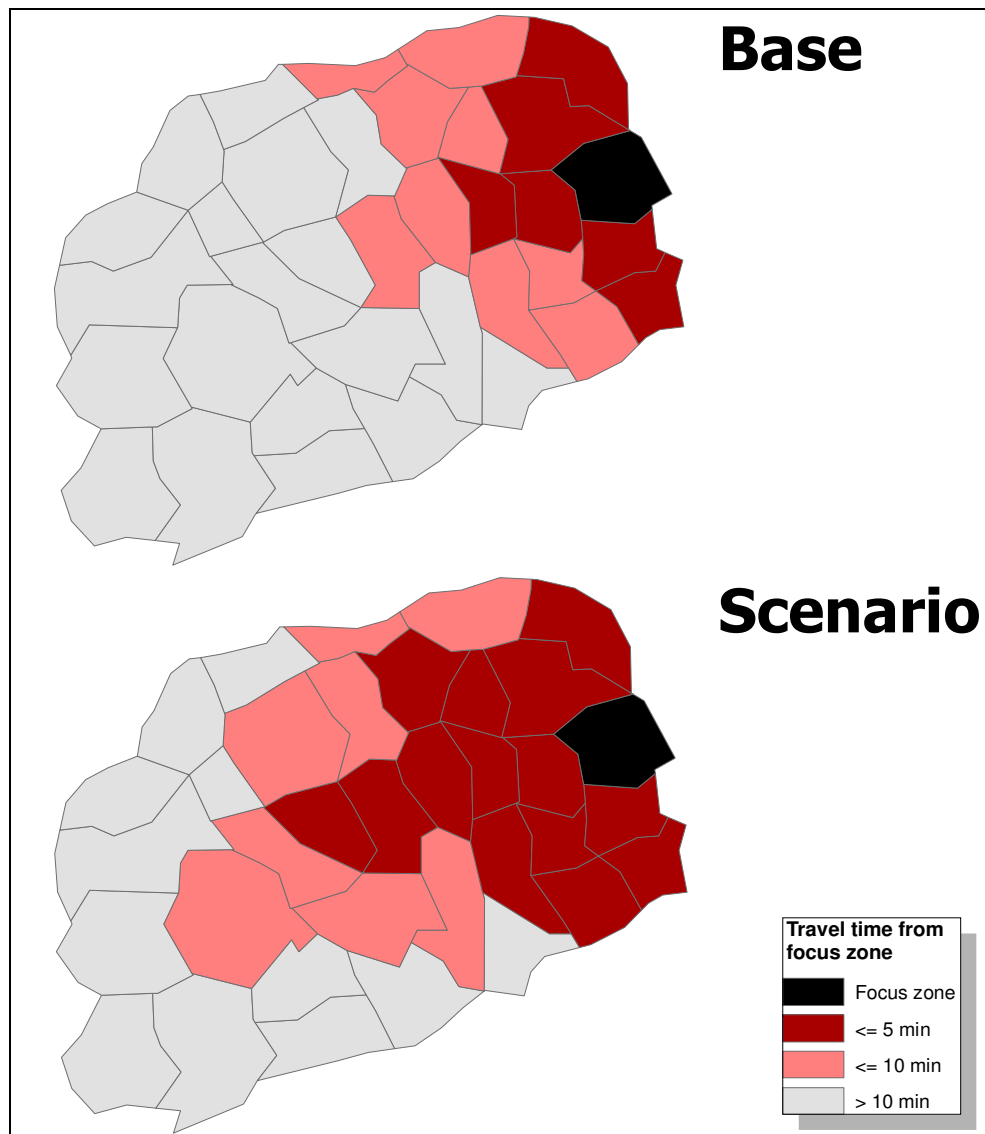 Base
Scenario
Travel time from
focus zone
Focus zone
<= 5 min
<= 10 min
> 10 min